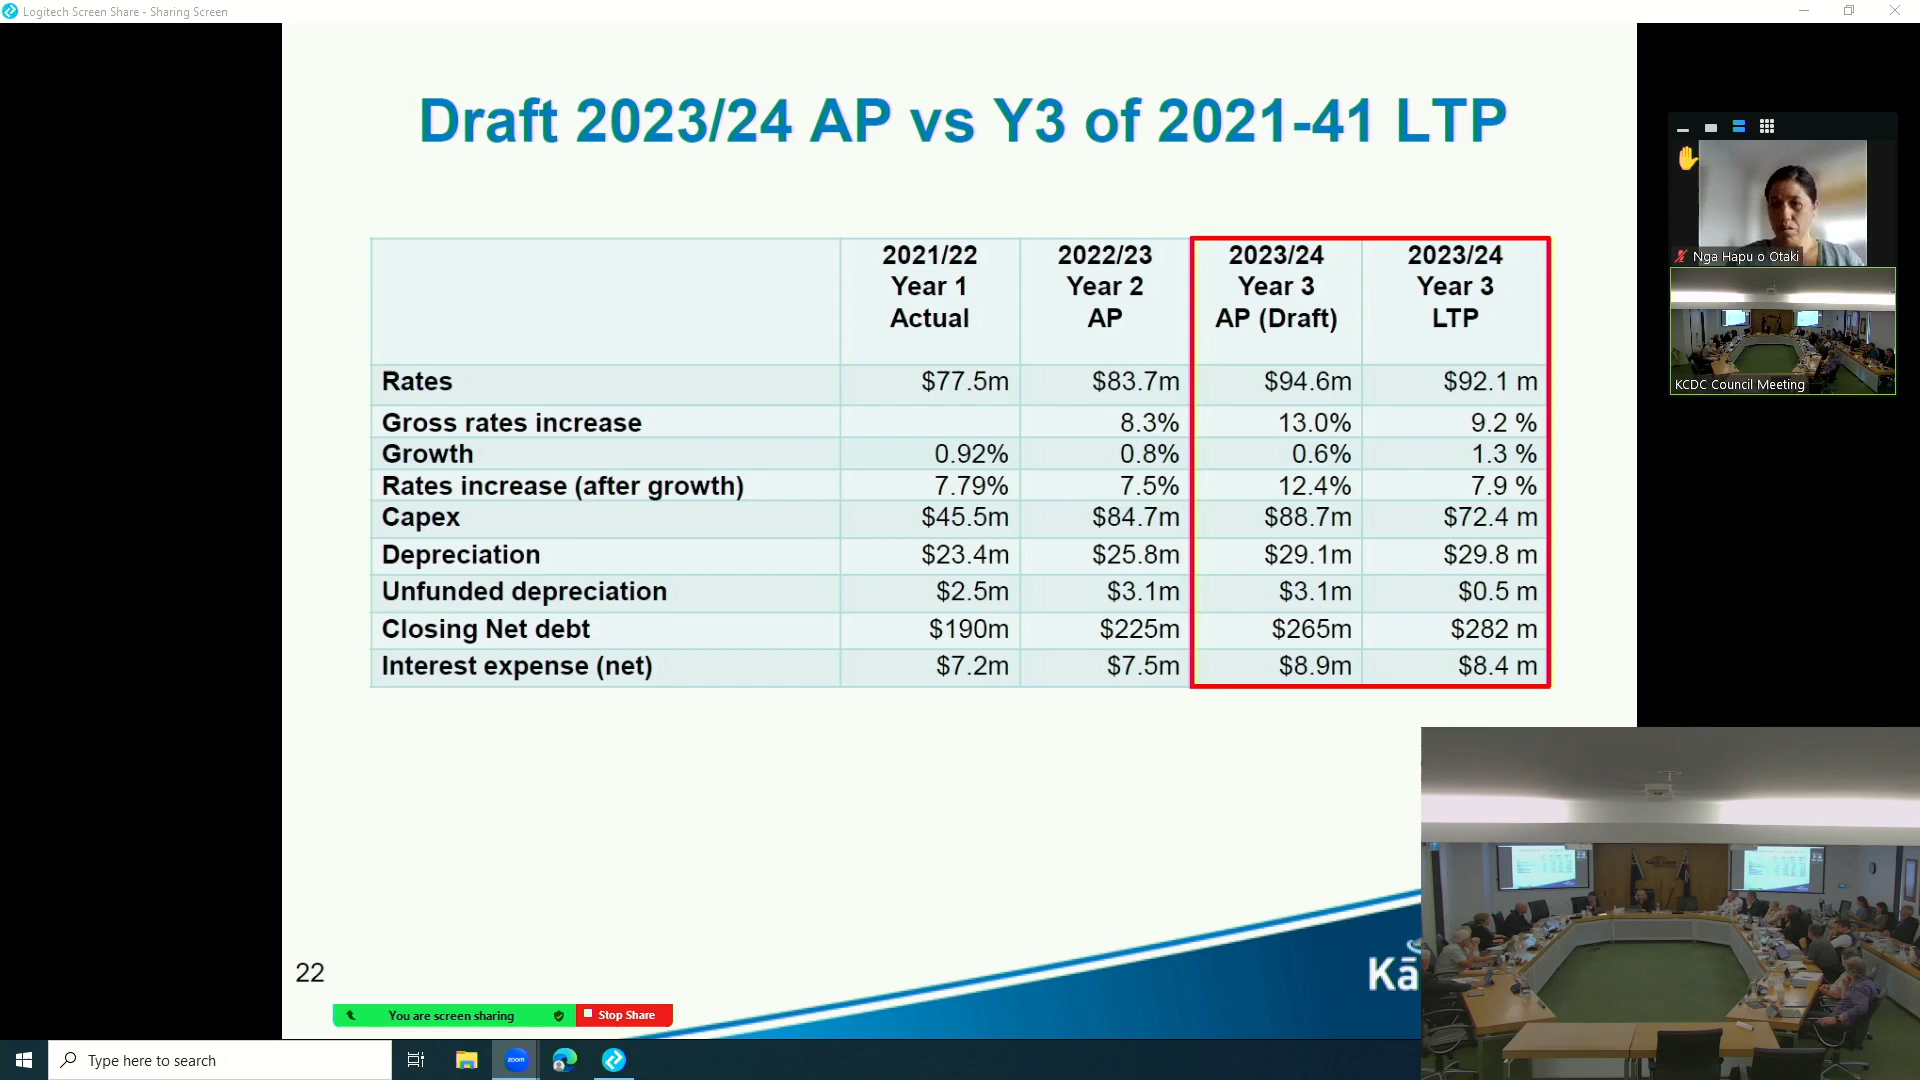 Logitech Screen Share - Sharing Screen
Draft 2023/24 AP vs Y3 of 2021-41 LTP
2021/22 Year 1 Actual
2022/23 Year 2 AP
2023/24 Year 3 AP (Draft)
2023/24 Year 3 LTP
Rates $77.5m $83.7m $94.6m $92.1 m
Gross rates increase 8.3% 13.0% 9.2 %
Growth 0.92% 0.8% 0.6% 1.3 %
Rates increase (after growth) 7.79% 7.5% 12.4% 7.9 %
Capex $45.5m $84.7m $88.7m $72.4 m
Depreciation $23.4m $25.8m $29.1m $29.8 m
Unfunded depreciation $2.5m $3.1m $3.1m $0.5 m
Closing Net debt $190m $225m $265m $282 m
Interest expense (net) $7.2m $7.5m $8.9m $8.4 m
Nga Hapu o Otaki
KCDC Council Meeting
22
Kā
You are screen sharing
Stop Share
Type here to search
zoom